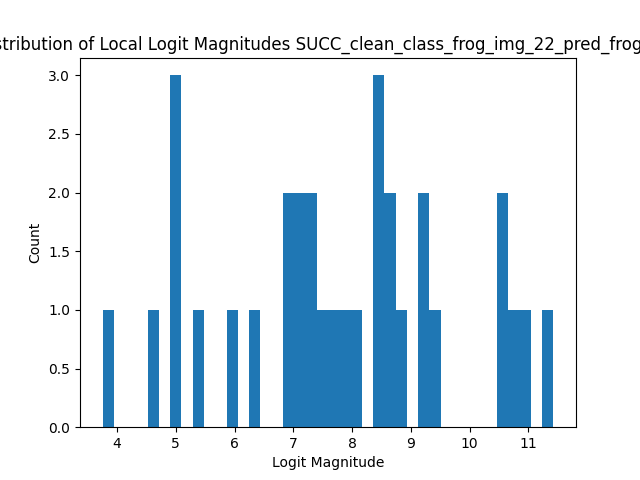 stribution of Local Logit Magnitudes SUCC_clean_class_frog_img_22_pred_frog
3.0
2.5
2.0
1.5
1.0
0.5
0.0
Count
4 5 6 7 8 9 10 11
Logit Magnitude